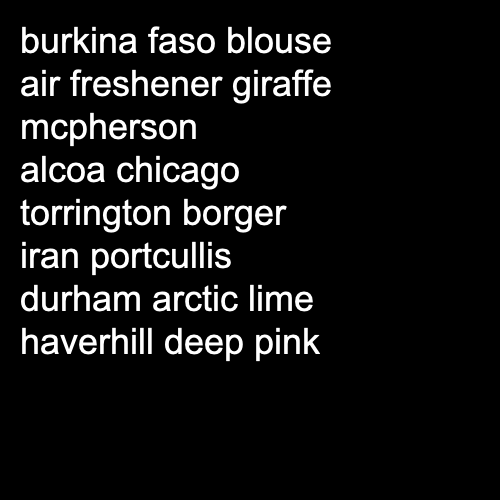 burkina faso blouse
air freshener giraffe
mcpherson
alcoa chicago
torrington borger
iran portcullis
durham arctic lime
haverhill deep pink